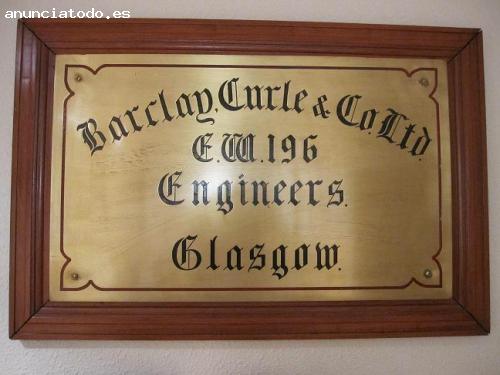 anunciatodo.es
Barclay, Curle & Co. Ltd.
E.W. 196
Engineers.
Glasgow.